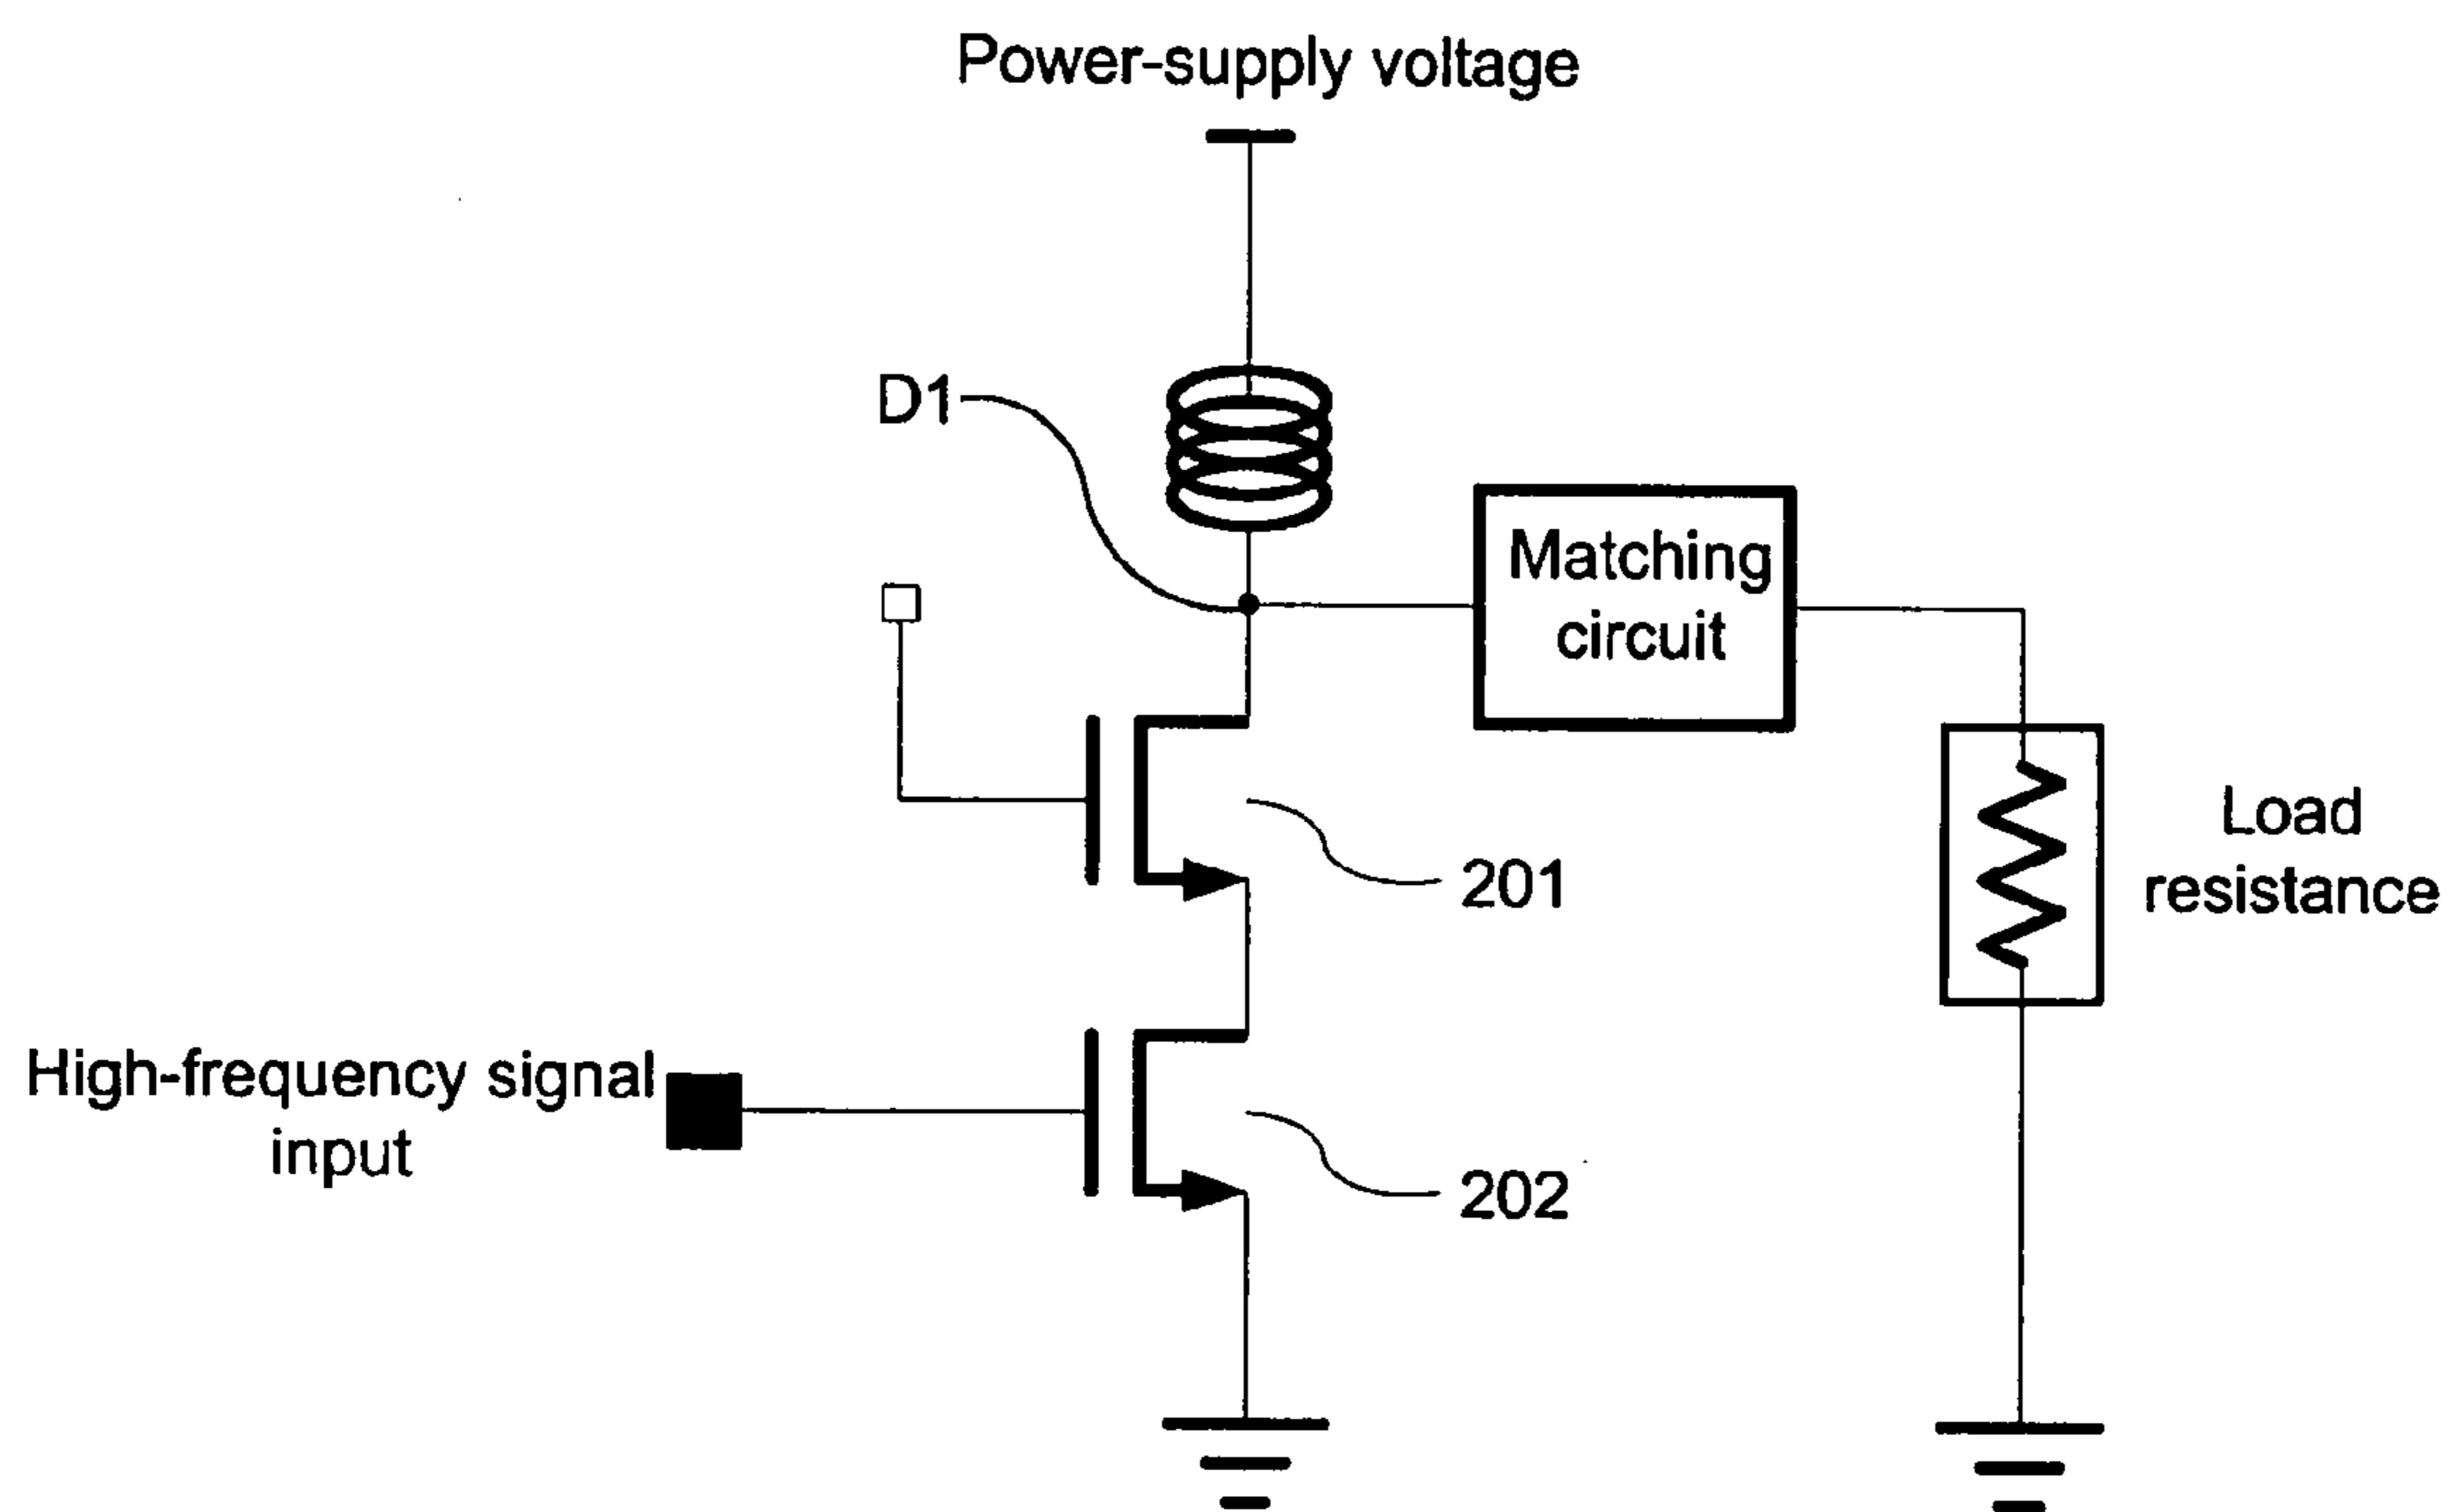 Power-supply voltage
D1
Matching
circuit
Load
resistance
201
High-frequency signal
input
202